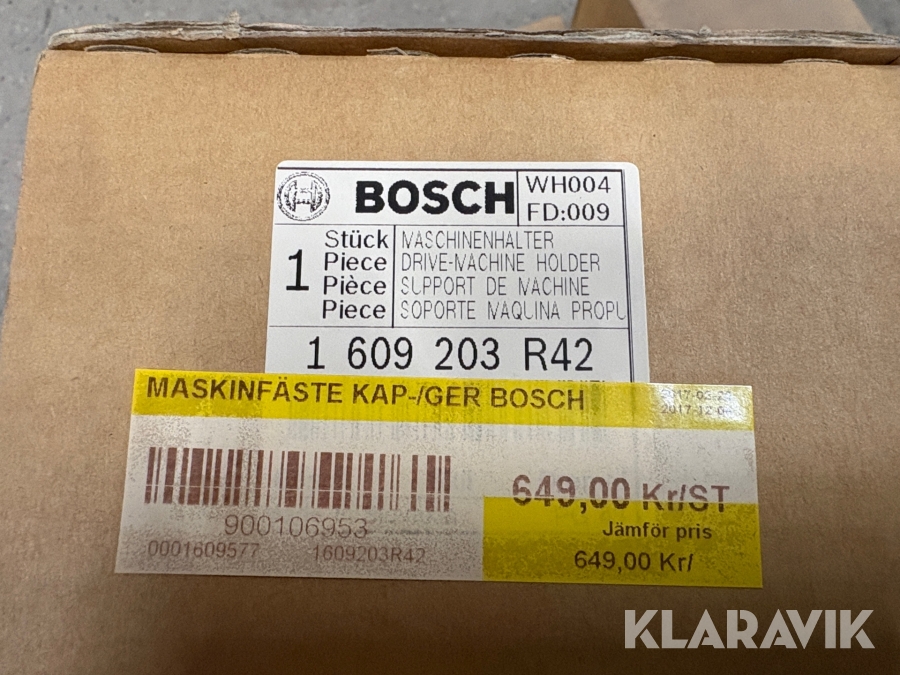 BOSCH
WH004
FD:009
1
Stück
Piece
Pièce
Piece
MASCHINENHALTER
DRIVE-MACHINE HOLDER
SUPPORT DE MACHINE
SOPORTE MAQUINA PROPU
1 609 203 R42
MASKINFÄSTE KAP-/GER BOSCH
649,00 Kr/ST
900106953
0001609577 1609203R42
Jämför pris
649,00 Kr/
KLARAVIK